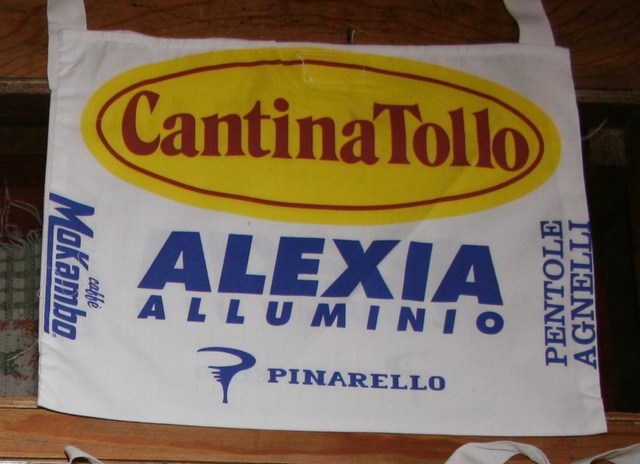 CantinaTollo
ALEXIA
ALLUMINIO
PINARELLO
caffè
MoKambo
PENTOLE
AGNELLI